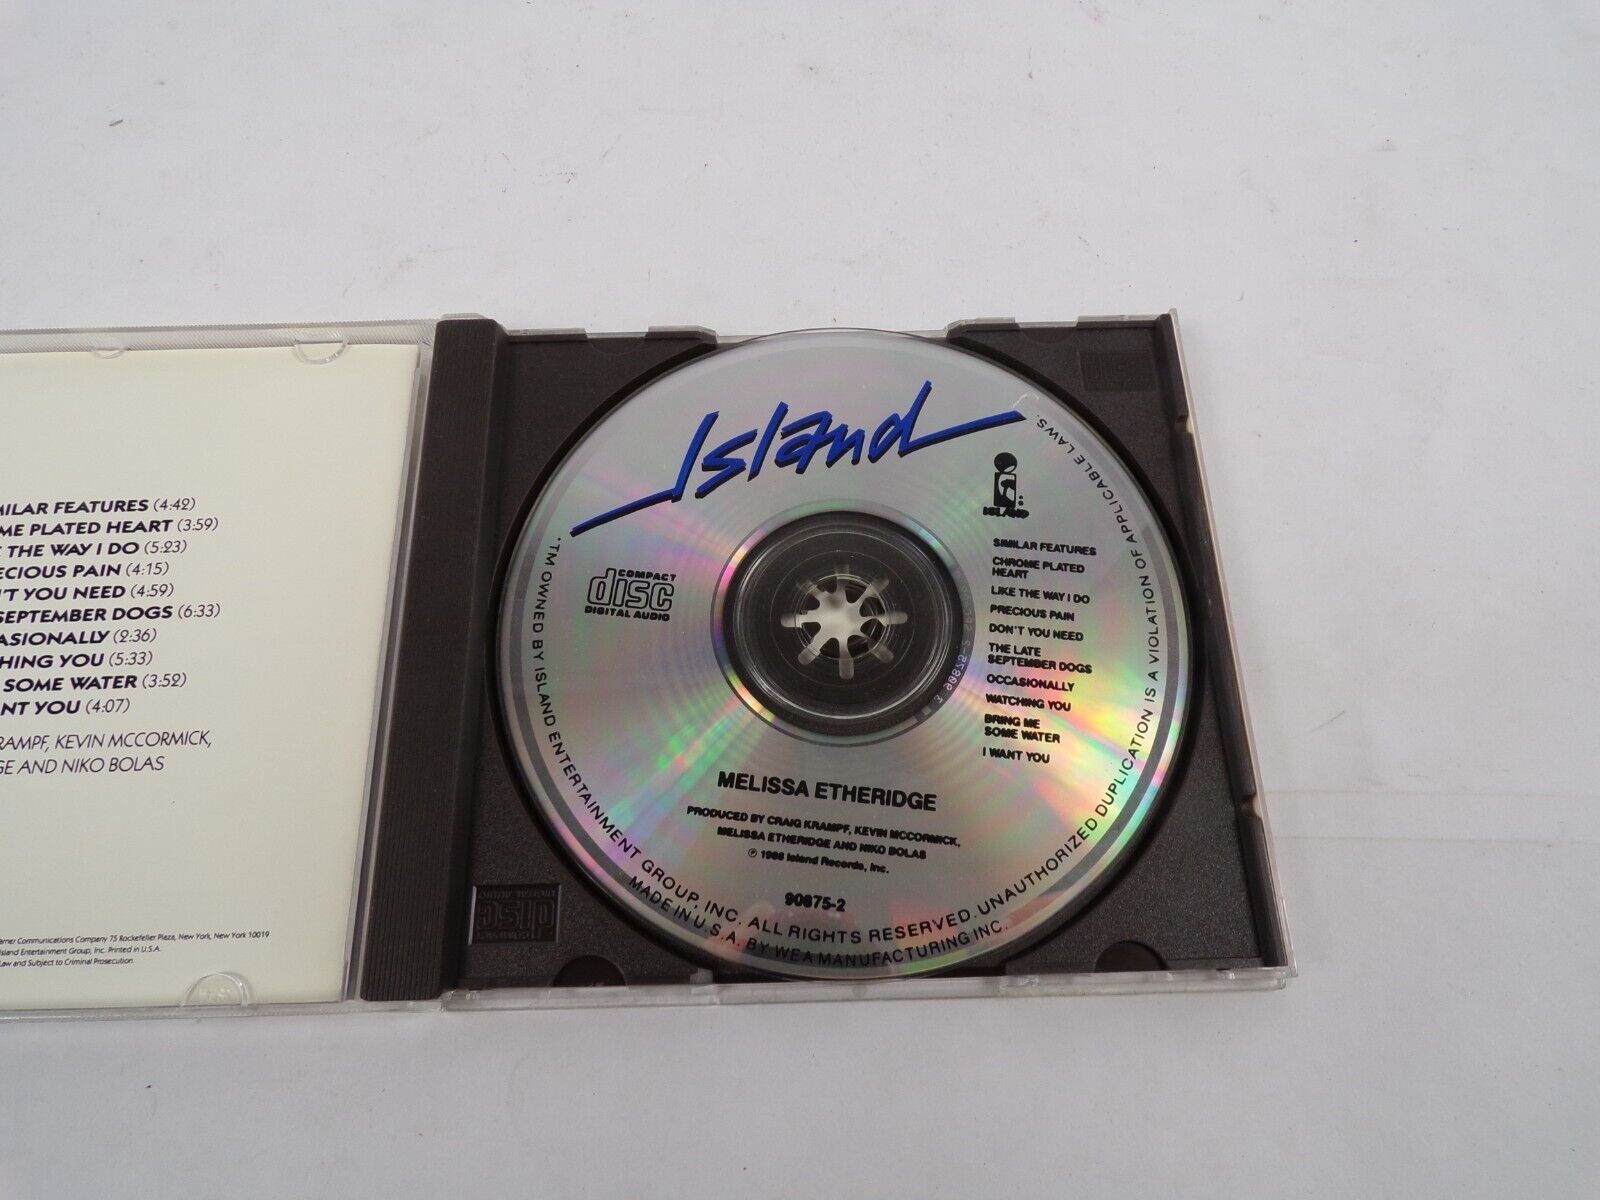 MILAR FEATURES (4:42)
OME PLATED HEART (3:59)
THE WAY I DO (5:23)
ECIOUS PAIN (4:15)
'T YOU NEED (4:59)
SEPTEMBER DOGS (6:33)
CASIONALLY (2:36)
HING YOU (5:33)
SOME WATER (3:52)
NT YOU (4:07)
RAMPF, KEVIN MCCORMICK,
GE AND NIKO BOLAS
arner Communications Company 75 Rockefeller Plaza, New York, New York 10019
Island Entertainment Group, Inc. Printed in U.S.A.
Law and Subject to Criminal Prosecution.
Island
ISLAND
COMPACT
disc
DIGITAL AUDIO
SIMILAR FEATURES
CHROME PLATED
HEART
LIKE THE WAY I DO
PRECIOUS PAIN
DON'T YOU NEED
THE LATE
SEPTEMBER DOGS
OCCASIONALLY
WATCHING YOU
BRING ME
SOME WATER
I WANT YOU
MELISSA ETHERIDGE
PRODUCED BY CRAIG KRAMPF, KEVIN MCCORMICK,
MELISSA ETHERIDGE AND NIKO BOLAS
℗ 1988 Island Records, Inc.
90875-2
*TM OWNED BY ISLAND ENTERTAINMENT GROUP, INC. ALL RIGHTS RESERVED. UNAUTHORIZED DUPLICATION IS A VIOLATION OF APPLICABLE LAWS.
MADE IN U.S.A. BY WEA MANUFACTURING INC.
COMPACT
disc
DIGITAL AUDIO